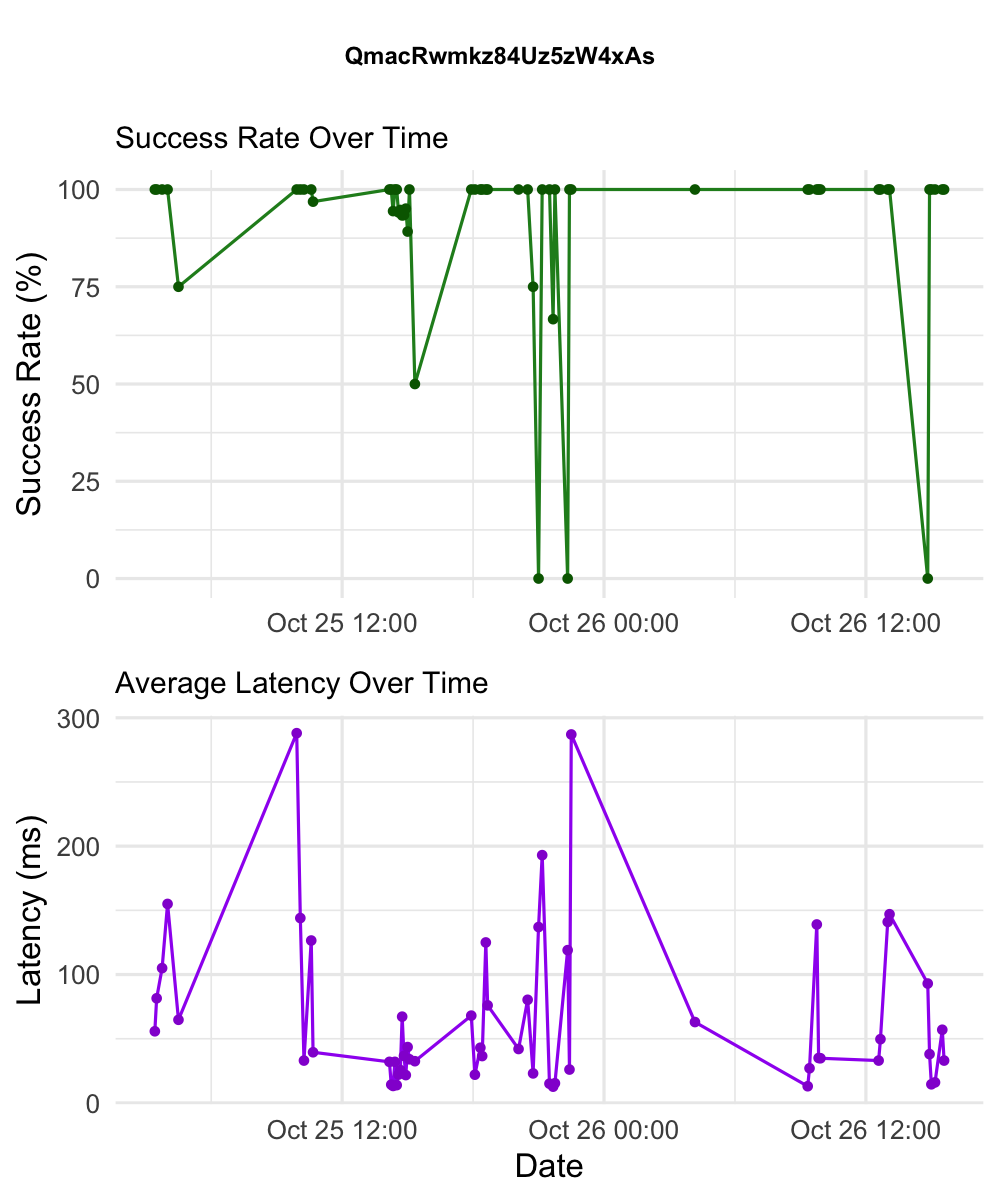 QmacRwmkz84Uz5zW4xAs
Success Rate Over Time
Success Rate (%)
100
75
50
25
0
Oct 25 12:00 Oct 26 00:00 Oct 26 12:00
Average Latency Over Time
Latency (ms)
300
200
100
0
Oct 25 12:00 Oct 26 00:00 Oct 26 12:00
Date